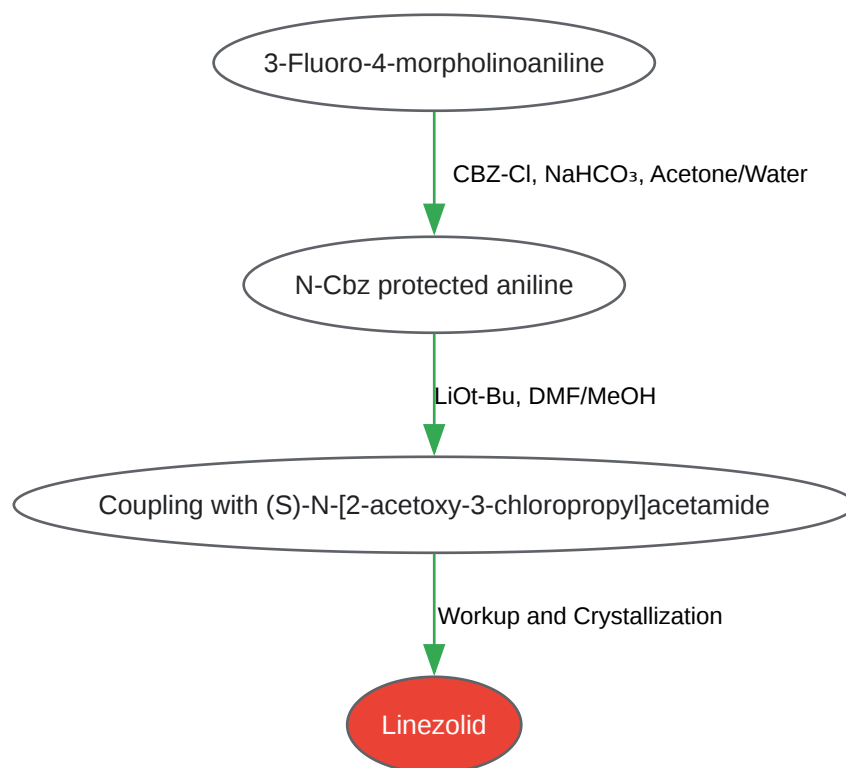 3-Fluoro-4-morpholinoaniline
CBZ-Cl, NaHCO₃, Acetone/Water
N-Cbz protected aniline
LiOt-Bu, DMF/MeOH
Coupling with (S)-N-[2-acetoxy-3-chloropropyl]acetamide
Workup and Crystallization
Linezolid